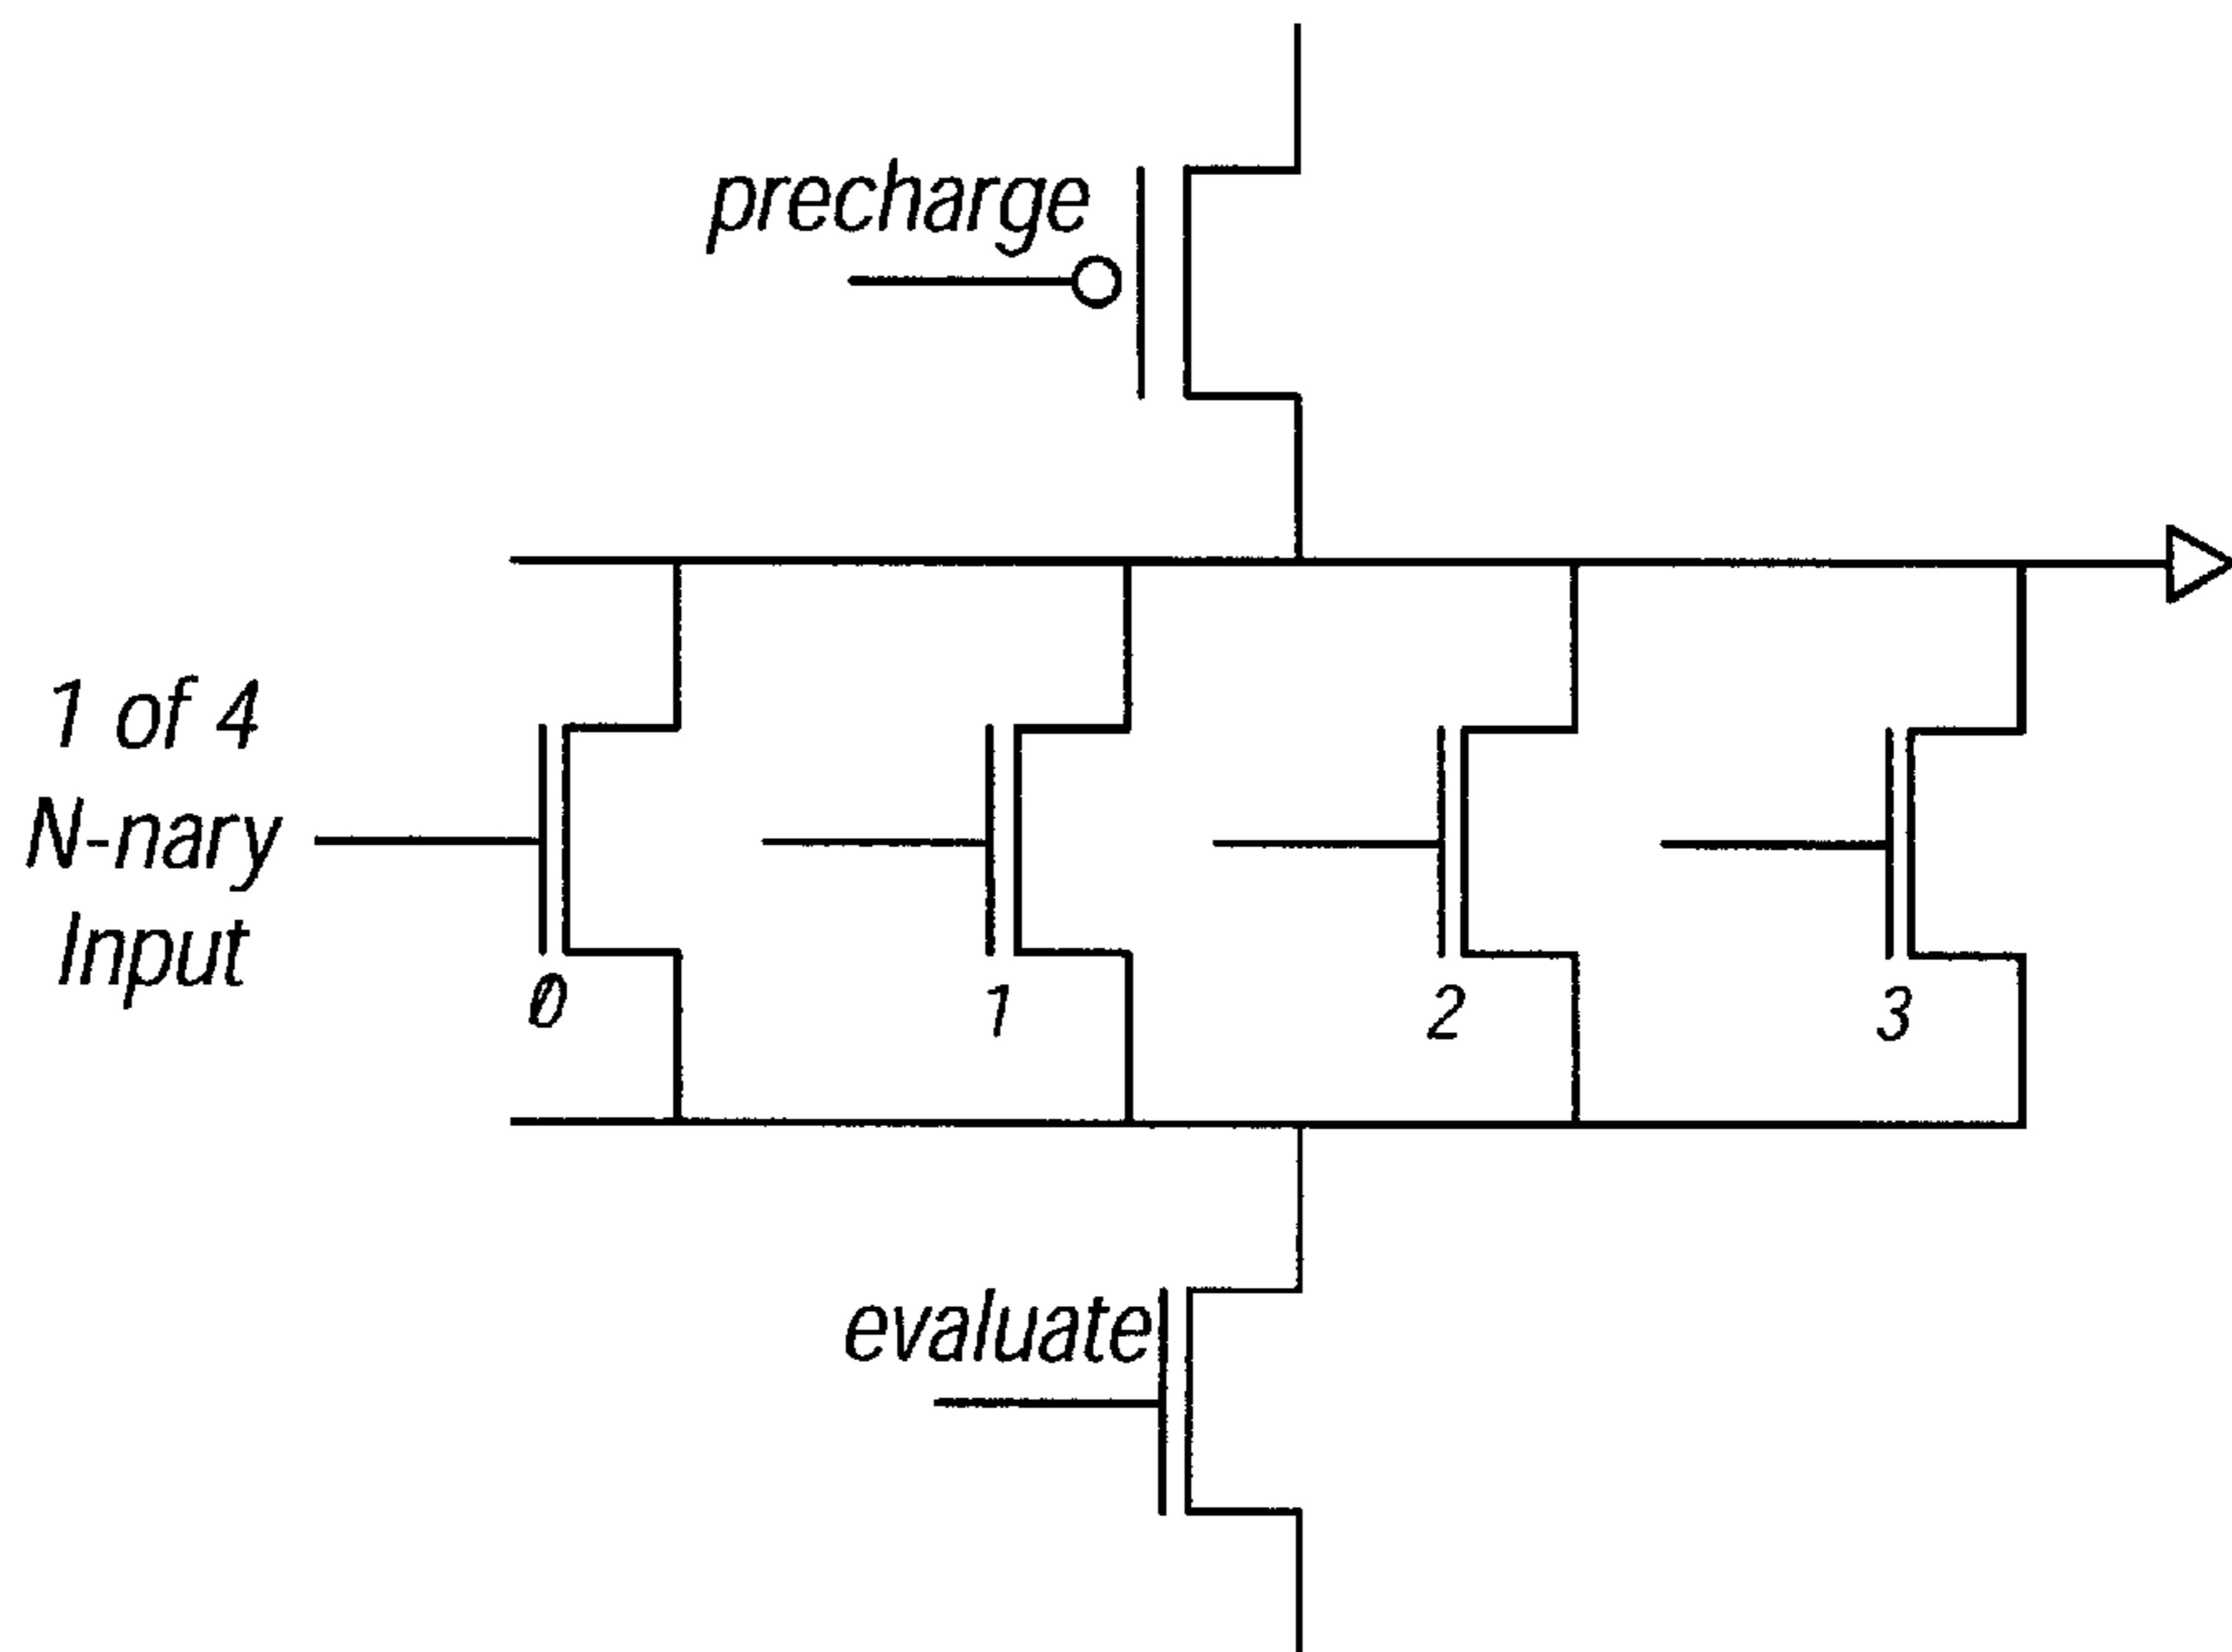 precharge
1 of 4
N-nary
Input
0
1
2
3
evaluate